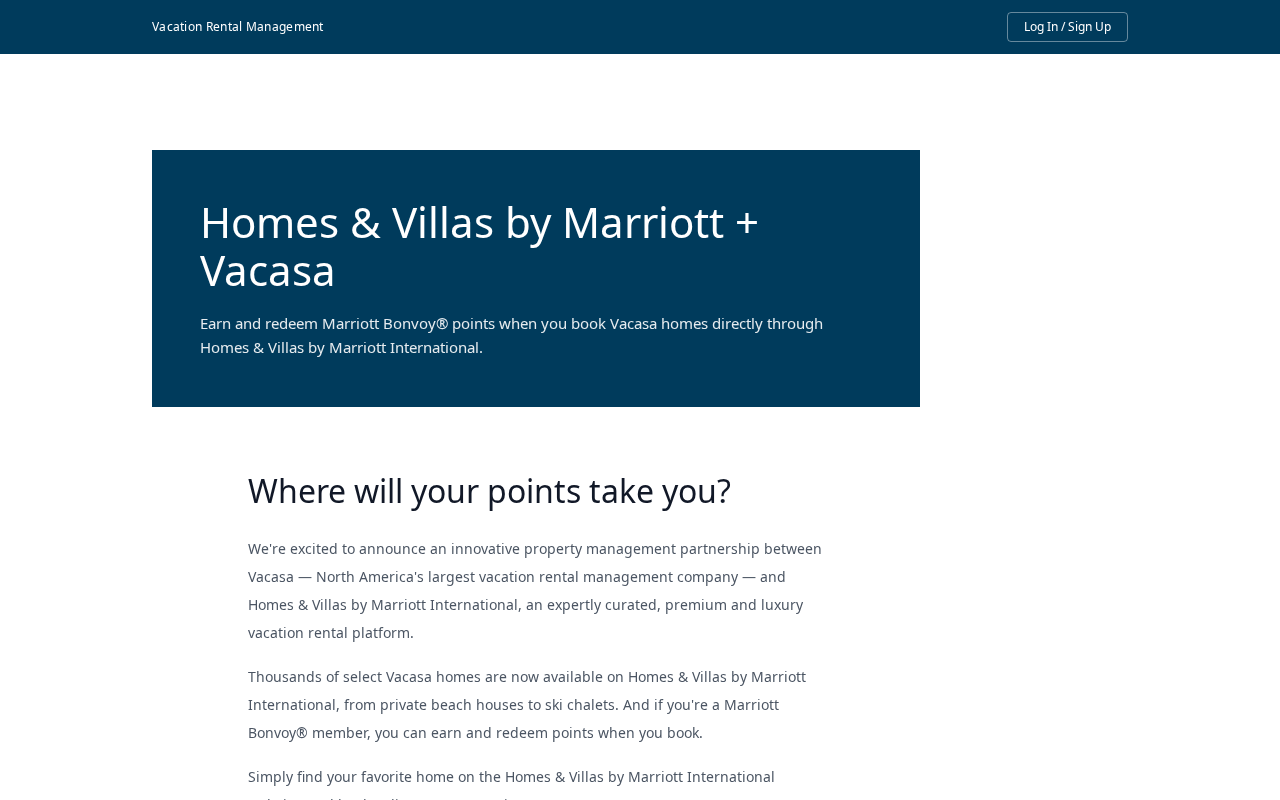 Vacation Rental Management
Log In / Sign Up
Homes & Villas by Marriott +
Vacasa
Earn and redeem Marriott Bonvoy® points when you book Vacasa homes directly through
Homes & Villas by Marriott International.
Where will your points take you?
We're excited to announce an innovative property management partnership between
Vacasa — North America's largest vacation rental management company — and
Homes & Villas by Marriott International, an expertly curated, premium and luxury
vacation rental platform.
Thousands of select Vacasa homes are now available on Homes & Villas by Marriott
International, from private beach houses to ski chalets. And if you're a Marriott
Bonvoy® member, you can earn and redeem points when you book.
Simply find your favorite home on the Homes & Villas by Marriott International